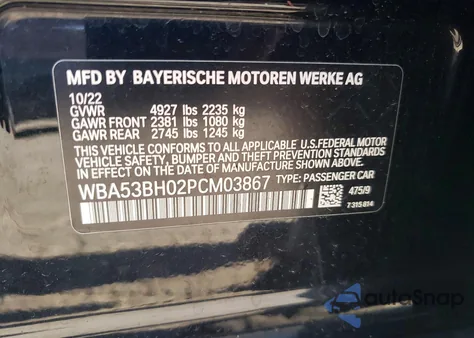 MFD BY BAYERISCHE MOTOREN WERKE AG
10/22
GVWR 4927 lbs 2235 kg
GAWR FRONT 2381 lbs 1080 kg
GAWR REAR 2745 lbs 1245 kg
THIS VEHICLE CONFORMS TO ALL APPLICABLE U.S.FEDERAL MOTOR
VEHICLE SAFETY, BUMPER, AND THEFT PREVENTION STANDARDS
IN EFFECT ON THE DATE OF MANUFACTURE SHOWN ABOVE.
WBA53BH02PCM03867 TYPE: PASSENGER CAR
475/9
7315814
autoSnap